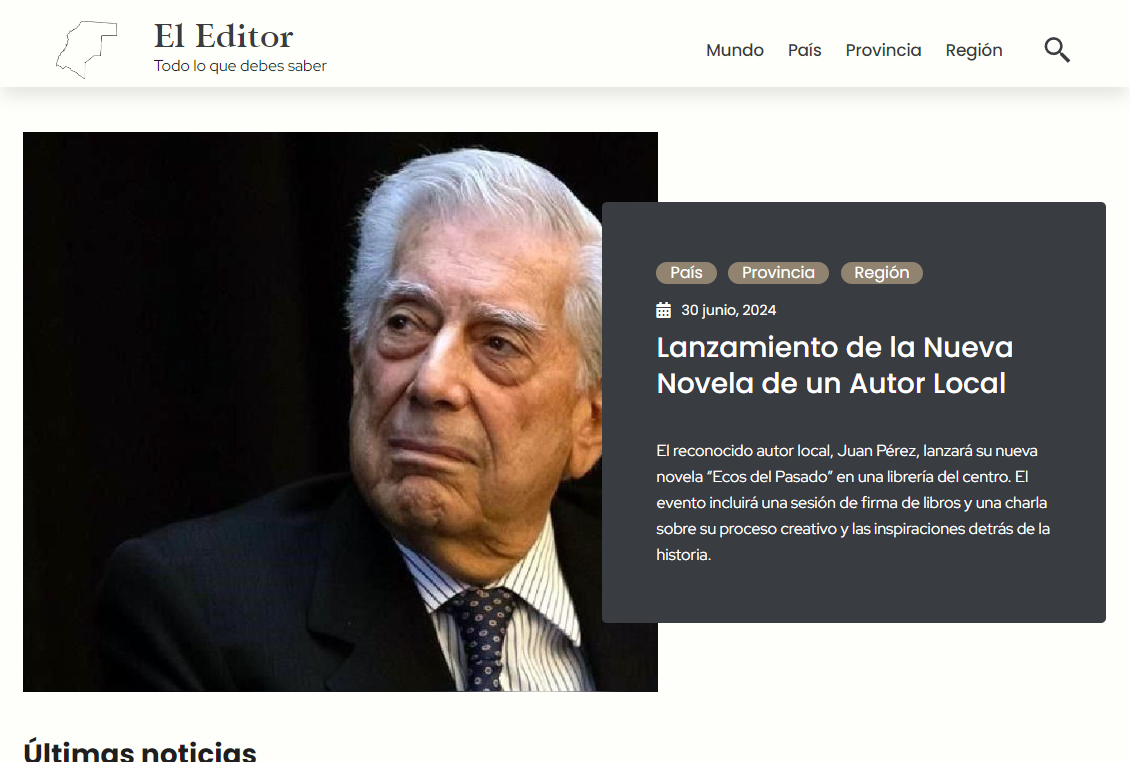 El Editor
Todo lo que debes saber
Mundo País Provincia Región
País Provincia Región
30 junio, 2024
Lanzamiento de la Nueva
Novela de un Autor Local
El reconocido autor local, Juan Pérez, lanzará su nueva
novela “Ecos del Pasado” en una librería del centro. El
evento incluirá una sesión de firma de libros y una charla
sobre su proceso creativo y las inspiraciones detrás de la
historia.
Últimas noticias